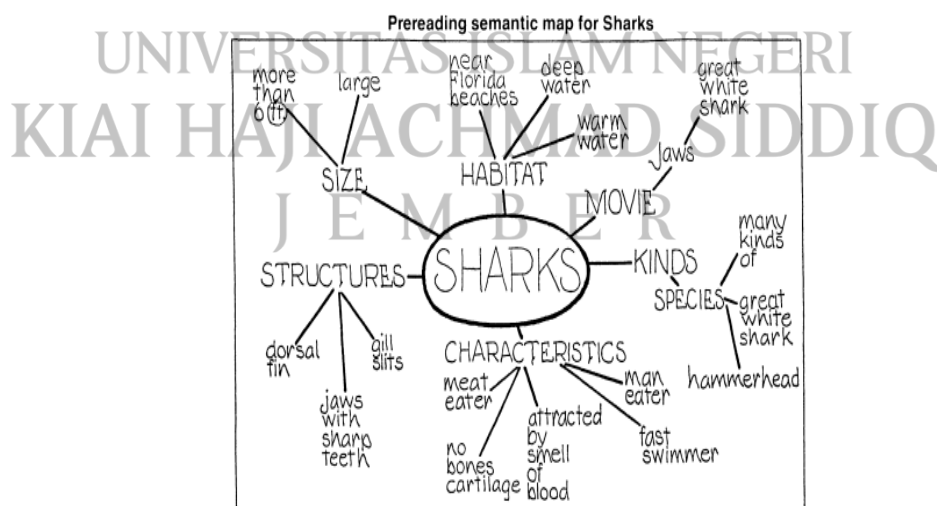 Prereading semantic map for Sharks
UNIVERSITAS ISLAM NEGERI
KIAI HAJI ACHMAD SIDDIQ
J E M B E R
more
than
6 ft.
large
SIZE
near
Florida
beaches
deep
water
warm
water
HABITAT
great
white
shark
Jaws
MOVIE
SHARKS
STRUCTURES
dorsal
fin
jaws
with
sharp
teeth
gill
slits
KINDS
SPECIES
many
kinds
of
great
white
shark
hammerhead
CHARACTERISTICS
meat
eater
no
bones
cartilage
attracted
by
smell
of
blood
fast
swimmer
man
eater